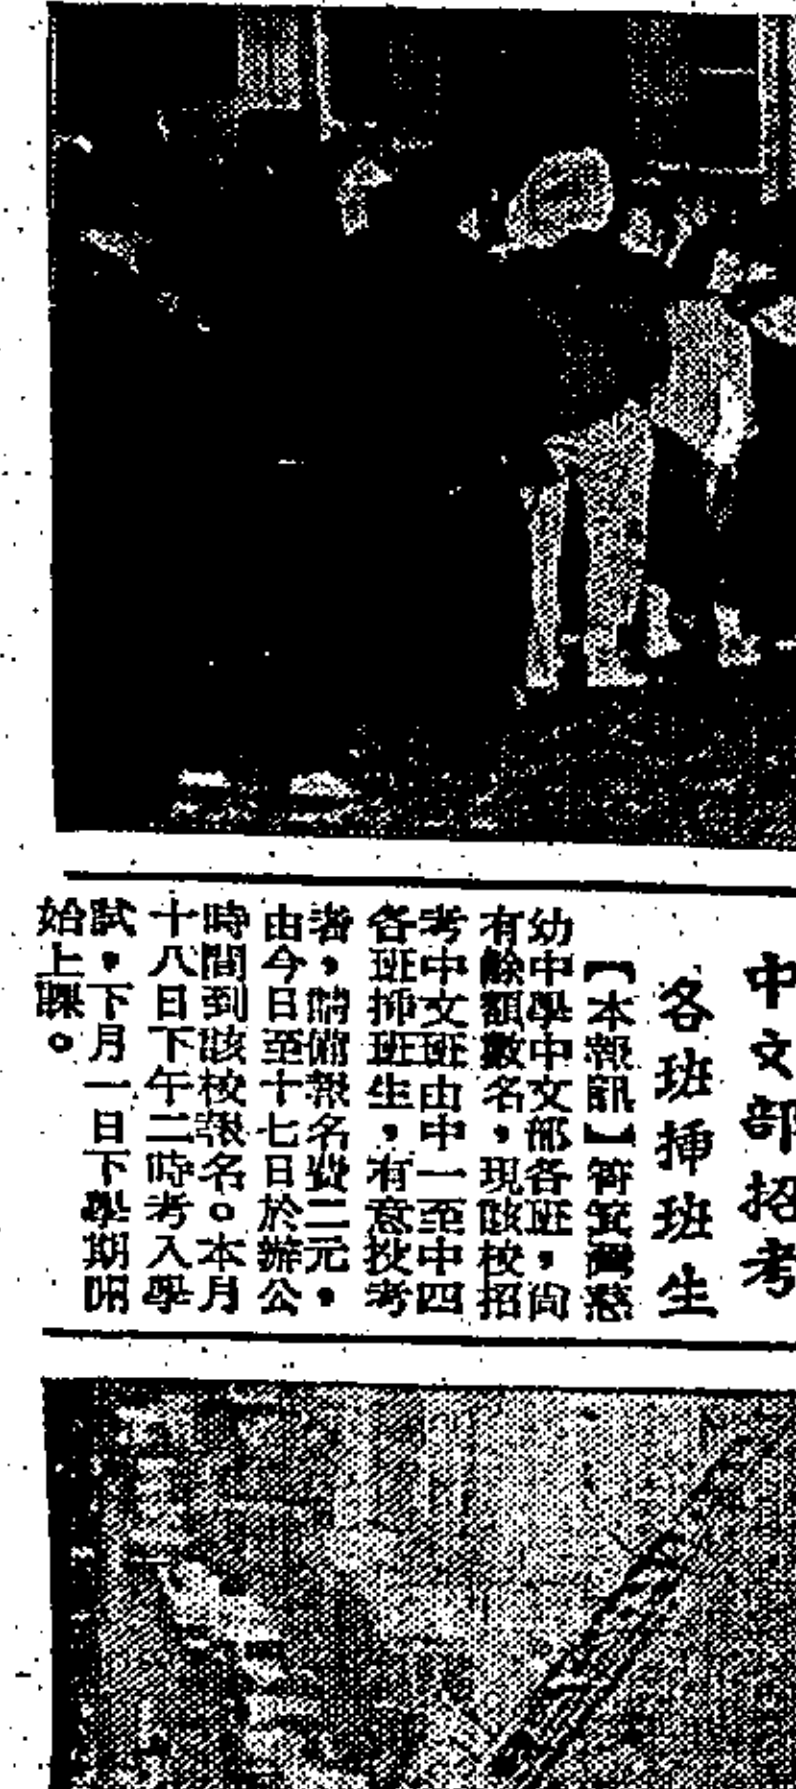 中文部招考
各班揷班生
【本報訊】筲箕灣慈
幼中學中文部各班，尙
有餘額數名，現該校招
考中文班由中一至中四
各班揷班生，有意投考
者，請備報名費二元，
由今日至十七日於辦公
時間到該校報名。本月
十八日下午二時考入學
試，下月一日下學期開
始上課。